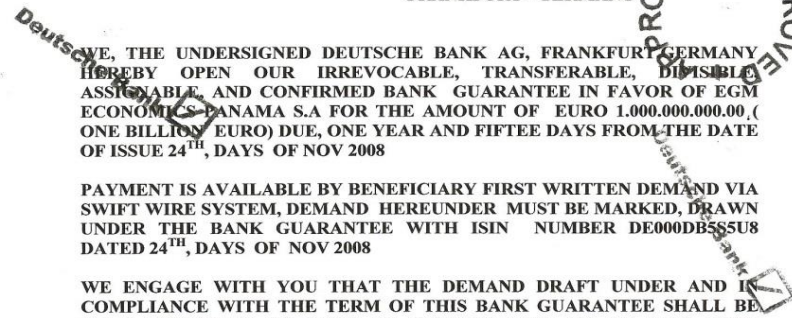 WE, THE UNDERSIGNED DEUTSCHE BANK AG, FRANKFURT GERMANY
HEREBY OPEN OUR IRREVOCABLE, TRANSFERABLE, DIVISIBLE,
ASSIGNABLE, AND CONFIRMED BANK GUARANTEE IN FAVOR OF EGM
ECONOMICS PANAMA S.A FOR THE AMOUNT OF EURO 1.000.000.000.00,(
ONE BILLION EURO) DUE, ONE YEAR AND FIFTEE DAYS FROM THE DATE
OF ISSUE 24TH, DAYS OF NOV 2008
PAYMENT IS AVAILABLE BY BENEFICIARY FIRST WRITTEN DEMAND VIA
SWIFT WIRE SYSTEM, DEMAND HEREUNDER MUST BE MARKED, DRAWN
UNDER THE BANK GUARANTEE WITH ISIN NUMBER DE000DB5S5U8
DATED 24TH, DAYS OF NOV 2008
WE ENGAGE WITH YOU THAT THE DEMAND DRAFT UNDER AND IN
COMPLIANCE WITH THE TERM OF THIS BANK GUARANTEE SHALL BE
Deutsche Bank
Deutsche Bank